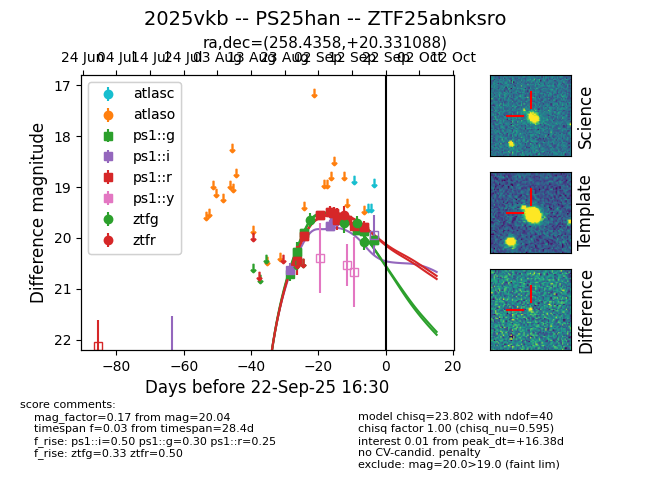 2025vkb -- PS25han -- ZTF25abnksro
ra,dec=(258.4358,+20.331088)
24 Jun 04 Jul 14 Jul 24 Jul 03 Aug 13 Aug 23 Aug 02 Sep 12 Sep 22 Sep 02 Oct 12 Oct
17
18
19
20
21
22
Difference magnitude
atlasc
atlaso
ps1::g
ps1::i
ps1::r
ps1::y
ztfg
ztfr
−80 −60 −40 −20 0 20
Days before 22-Sep-25 16:30
Science
Template
Difference
score comments:
mag_factor=0.17 from mag=20.04
timespan f=0.03 from timespan=28.4d
f_rise: ps1::i=0.50 ps1::g=0.30 ps1::r=0.25
f_rise: ztfg=0.33 ztfr=0.50
model chisq=23.802 with ndof=40
chisq factor 1.00 (chisq_nu=0.595)
interest 0.01 from peak_dt=+16.38d
no CV-candid. penalty
exclude: mag=20.0>19.0 (faint lim)